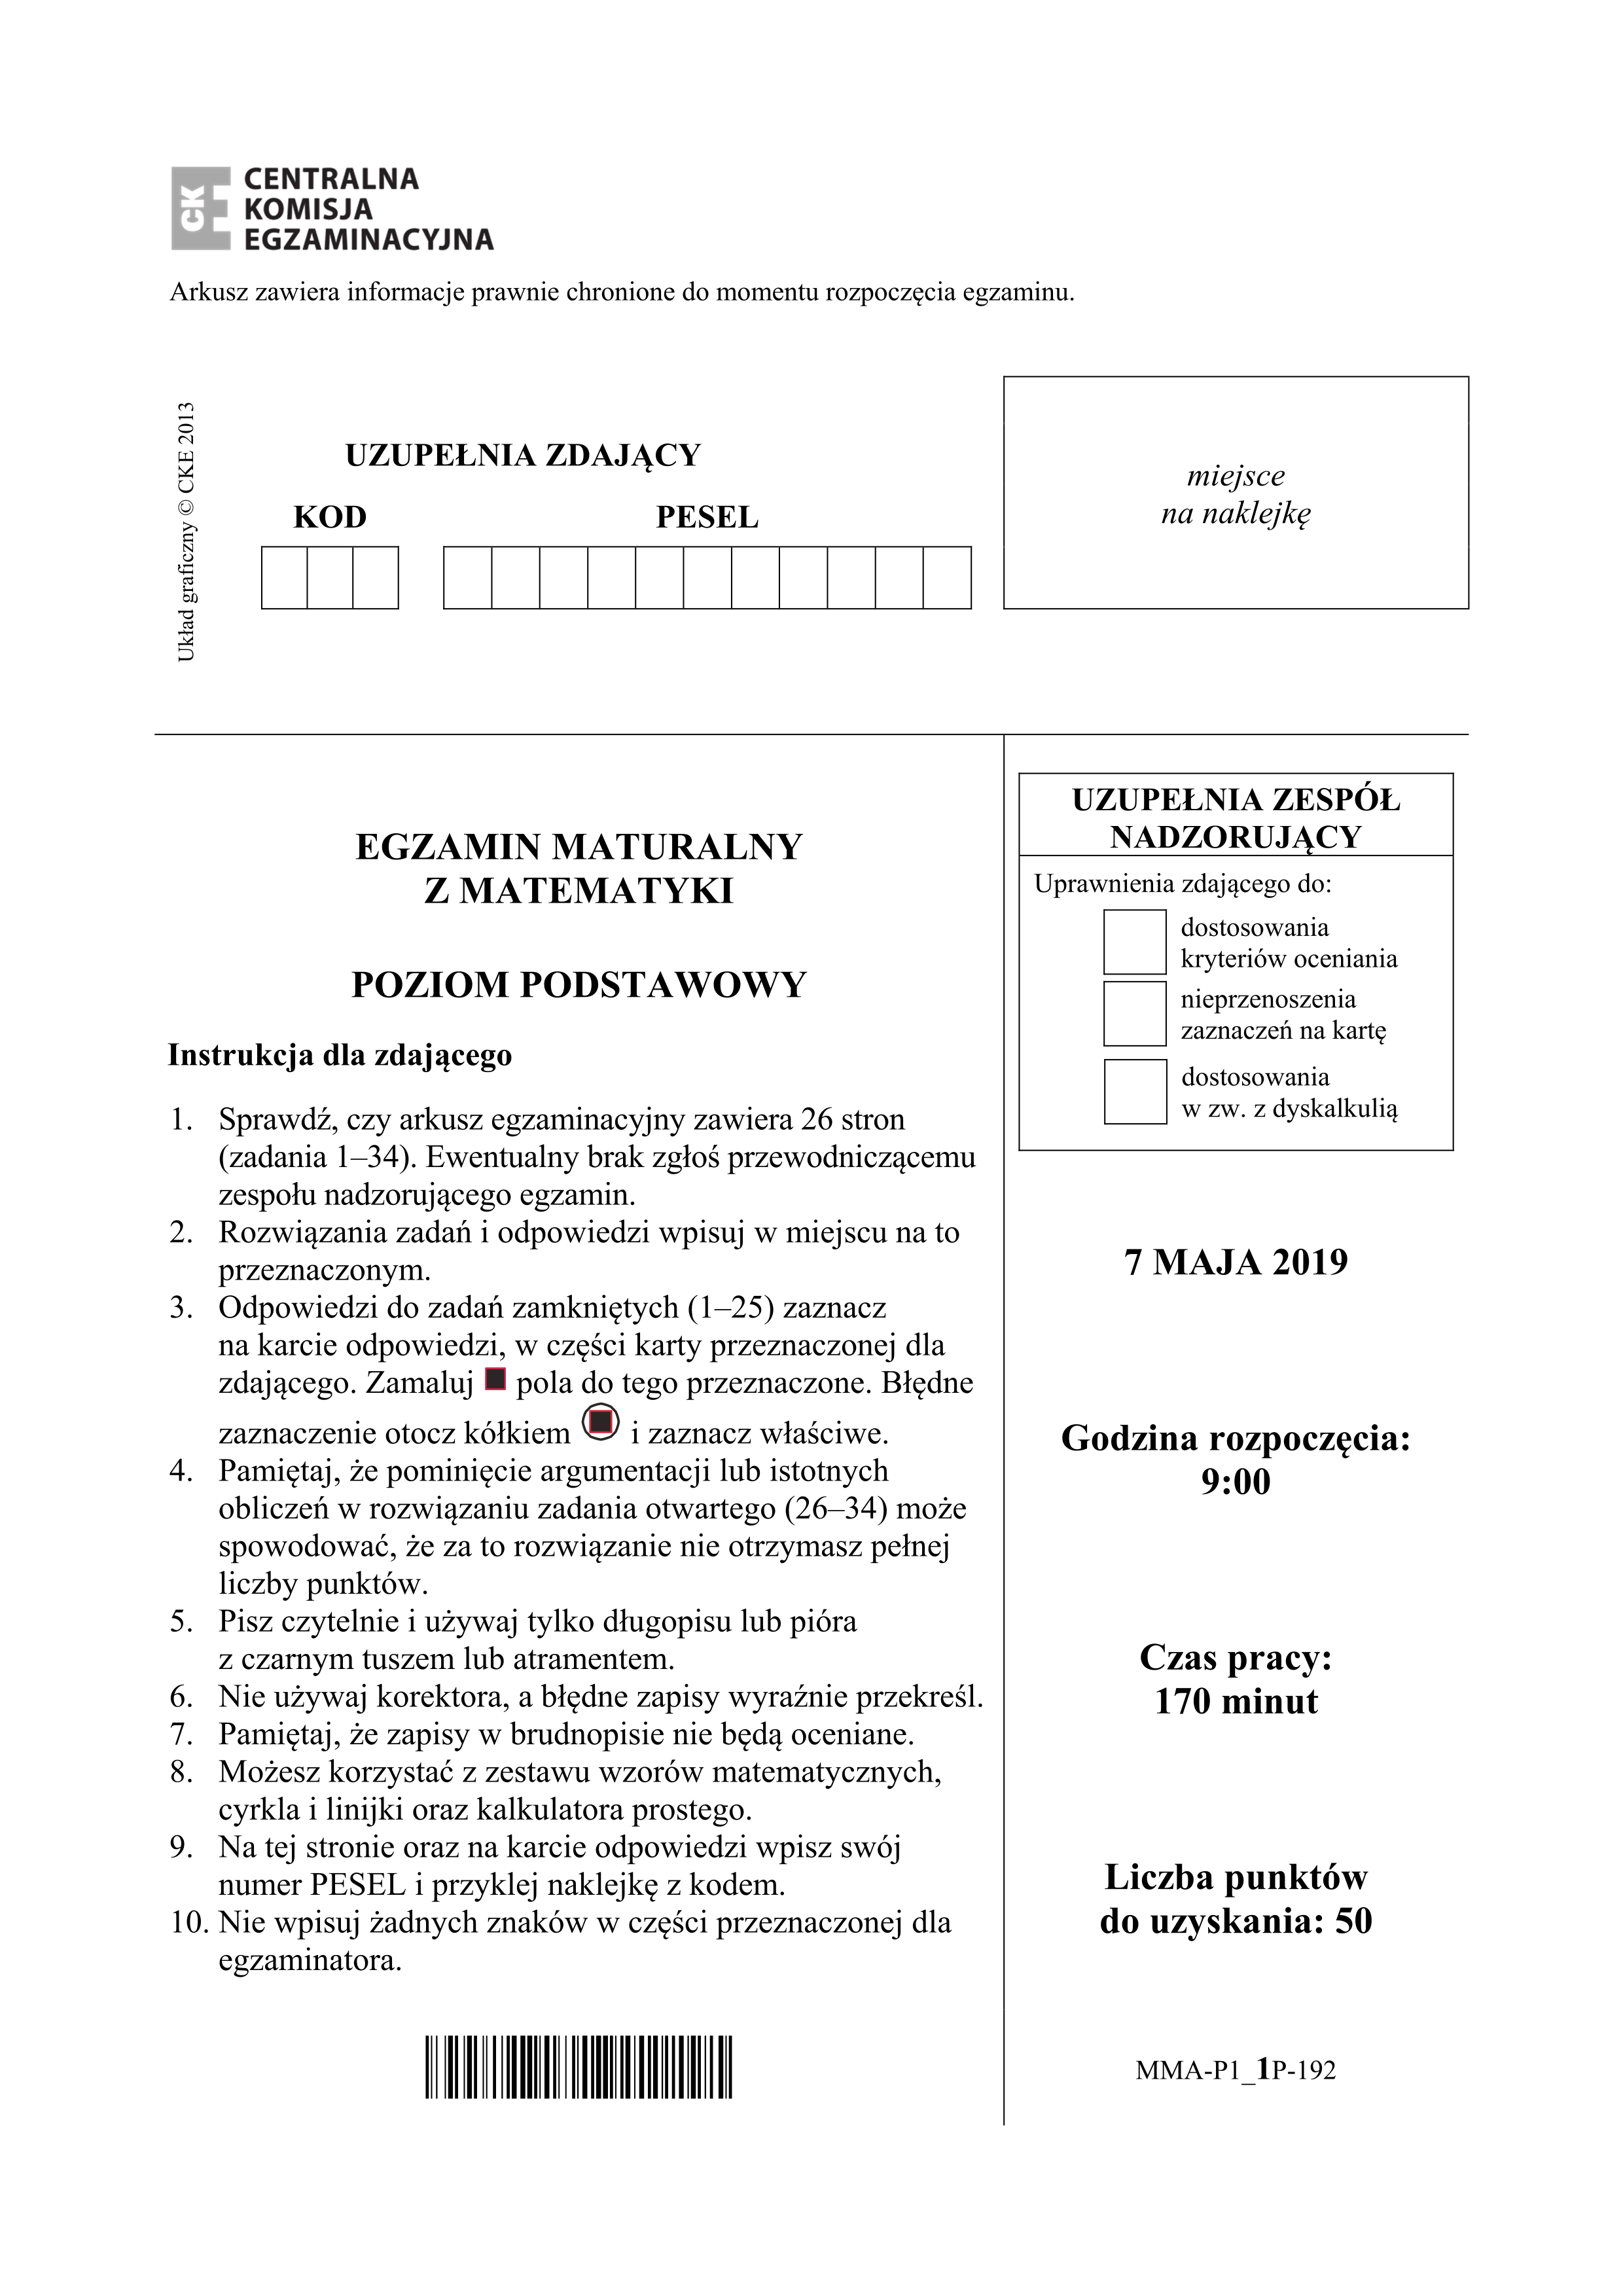 CK
CENTRALNA
KOMISJA
EGZAMINACYJNA
Arkusz zawiera informacje prawnie chronione do momentu rozpoczęcia egzaminu.
Układ graficzny © CKE 2013
UZUPEŁNIA ZDAJĄCY
KOD
PESEL
miejsce
na naklejkę
EGZAMIN MATURALNY
Z MATEMATYKI
POZIOM PODSTAWOWY
Instrukcja dla zdającego
1. Sprawdź, czy arkusz egzaminacyjny zawiera 26 stron
(zadania 1–34). Ewentualny brak zgłoś przewodniczącemu
zespołu nadzorującego egzamin.
2. Rozwiązania zadań i odpowiedzi wpisuj w miejscu na to
przeznaczonym.
3. Odpowiedzi do zadań zamkniętych (1–25) zaznacz
na karcie odpowiedzi, w części karty przeznaczonej dla
zdającego. Zamaluj pola do tego przeznaczone. Błędne
zaznaczenie otocz kółkiem i zaznacz właściwe.
4. Pamiętaj, że pominięcie argumentacji lub istotnych
obliczeń w rozwiązaniu zadania otwartego (26–34) może
spowodować, że za to rozwiązanie nie otrzymasz pełnej
liczby punktów.
5. Pisz czytelnie i używaj tylko długopisu lub pióra
z czarnym tuszem lub atramentem.
6. Nie używaj korektora, a błędne zapisy wyraźnie przekreśl.
7. Pamiętaj, że zapisy w brudnopisie nie będą oceniane.
8. Możesz korzystać z zestawu wzorów matematycznych,
cyrkla i linijki oraz kalkulatora prostego.
9. Na tej stronie oraz na karcie odpowiedzi wpisz swój
numer PESEL i przyklej naklejkę z kodem.
10. Nie wpisuj żadnych znaków w części przeznaczonej dla
egzaminatora.
UZUPEŁNIA ZESPÓŁ
NADZORUJĄCY
Uprawnienia zdającego do:
dostosowania
kryteriów oceniania
nieprzenoszenia
zaznaczeń na kartę
dostosowania
w zw. z dyskalkulią
7 MAJA 2019
Godzina rozpoczęcia:
9:00
Czas pracy:
170 minut
Liczba punktów
do uzyskania: 50
MMA-P1_1P-192